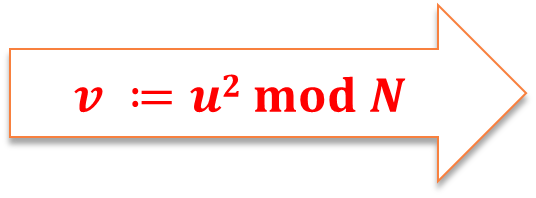 v := u² mod N